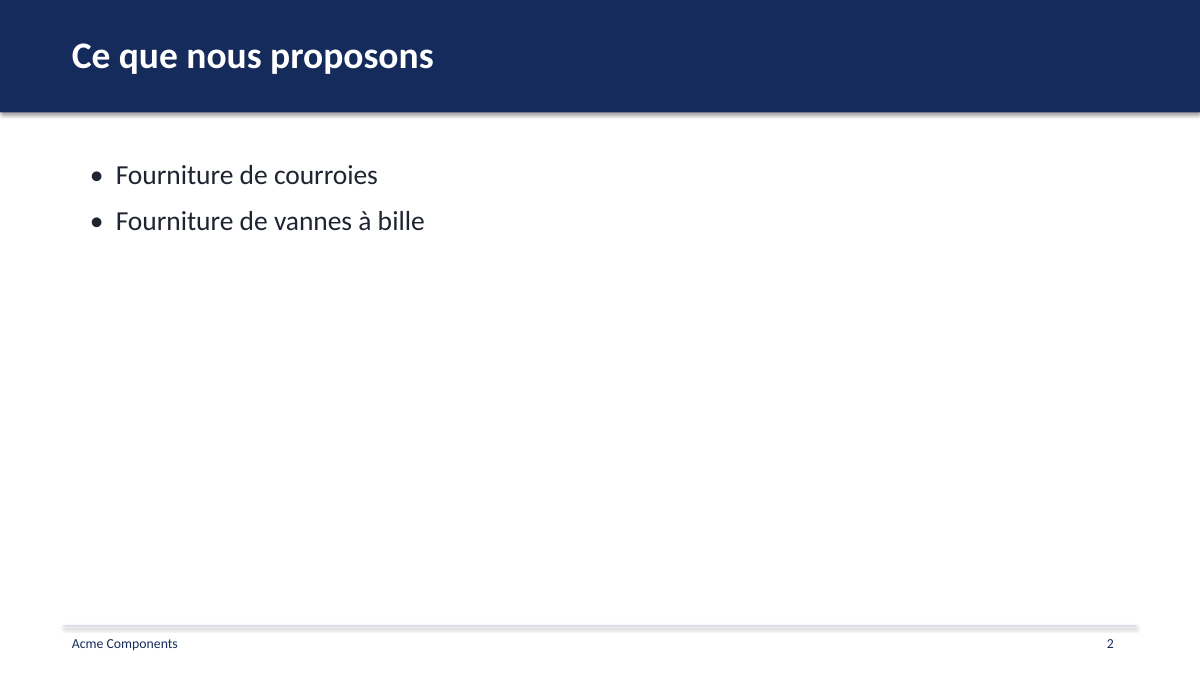 Ce que nous proposons
• Fourniture de courroies
• Fourniture de vannes à bille
Acme Components
2